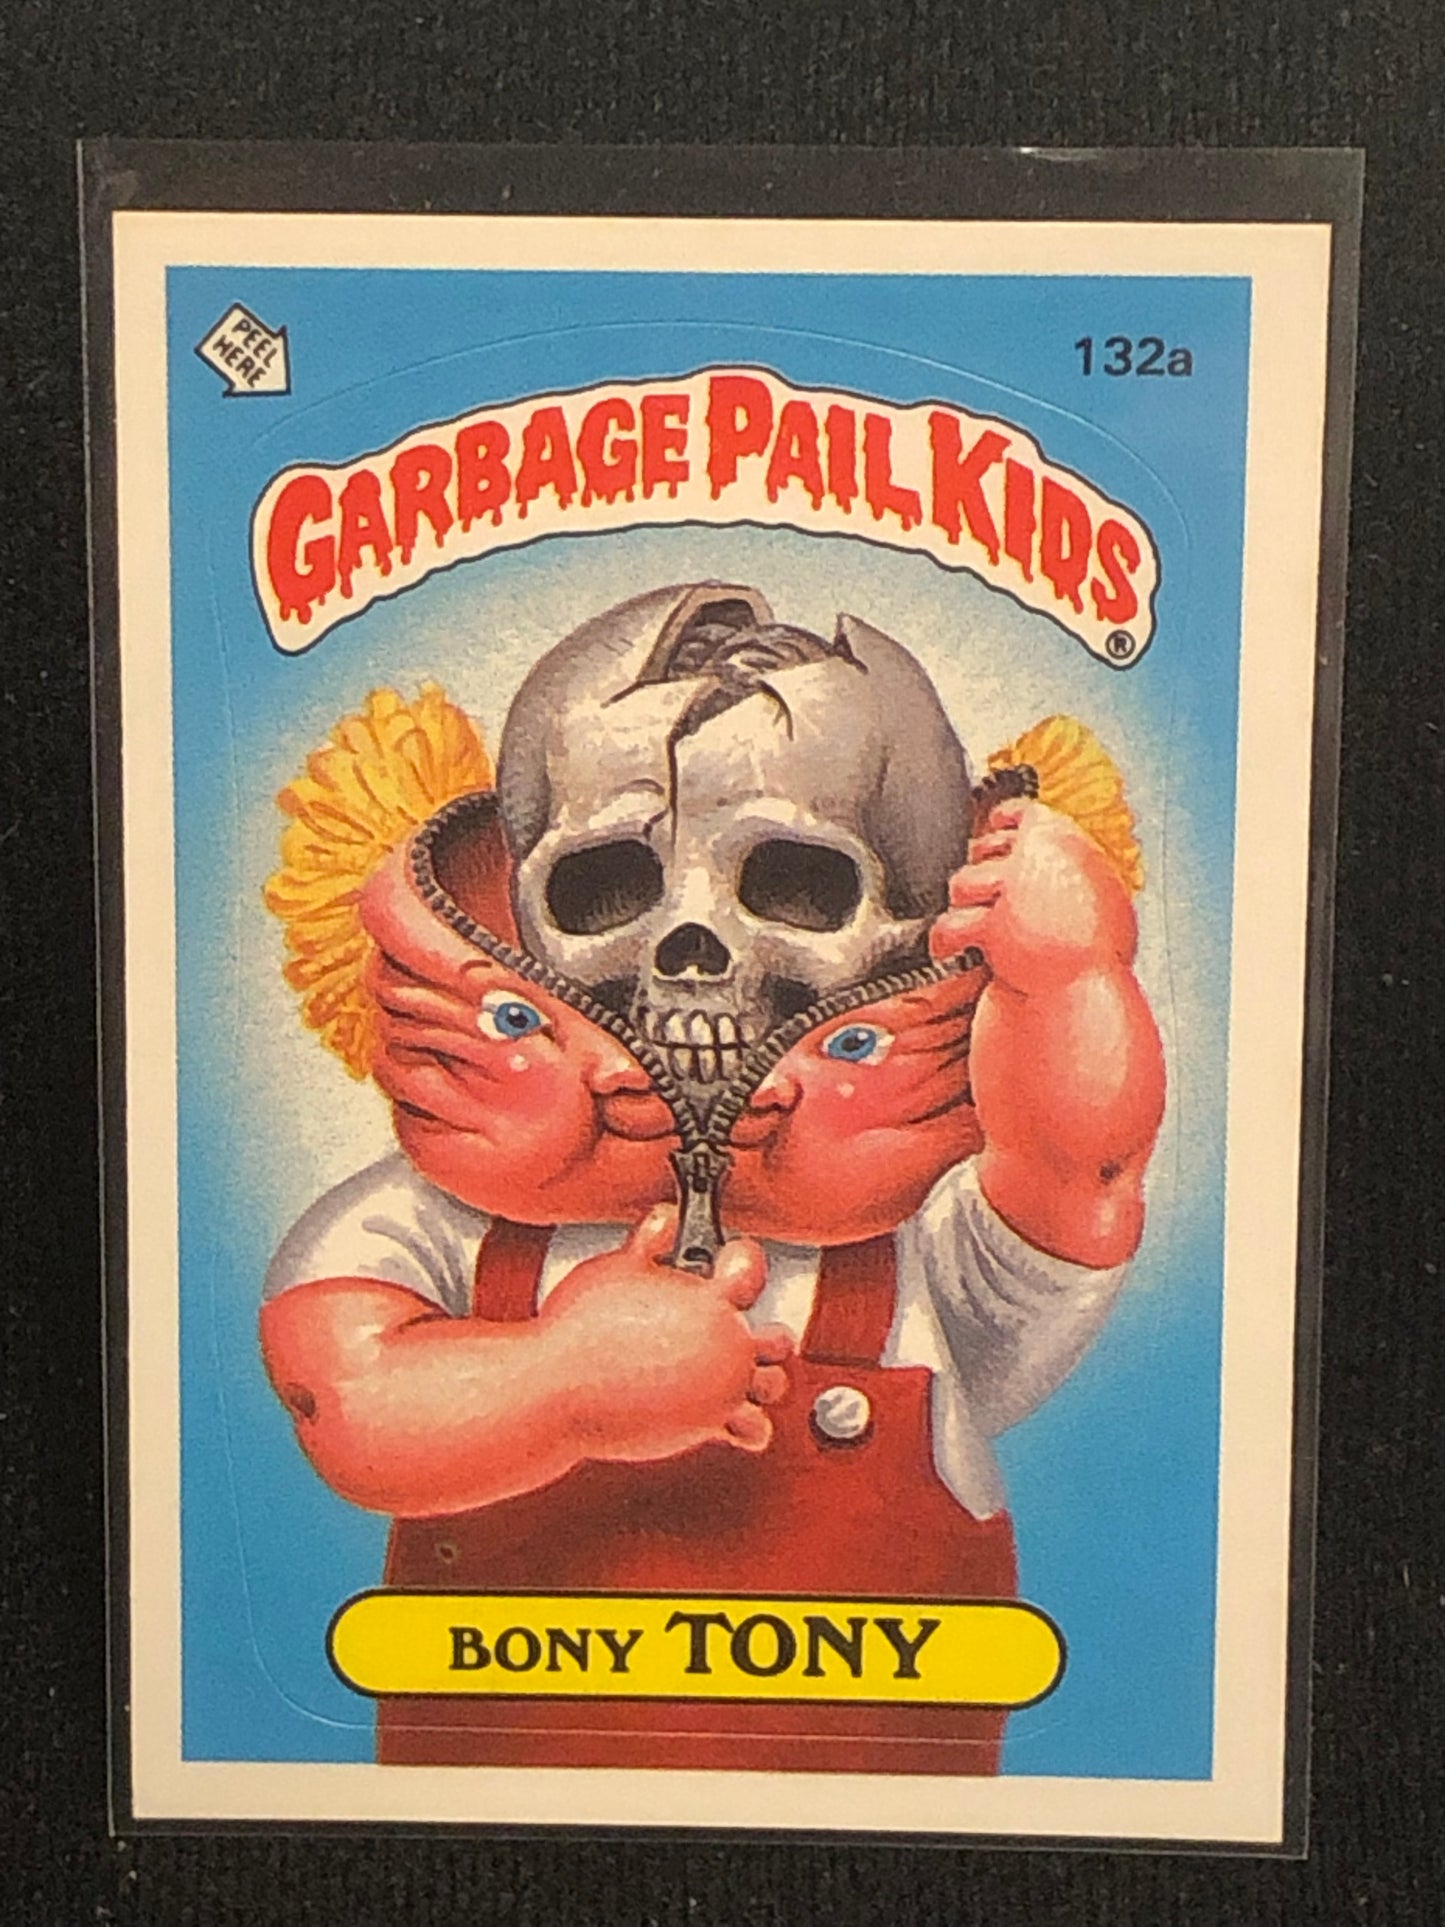 PEEL
HERE
132a
GARBAGE PAIL KIDS
®
BONY TONY